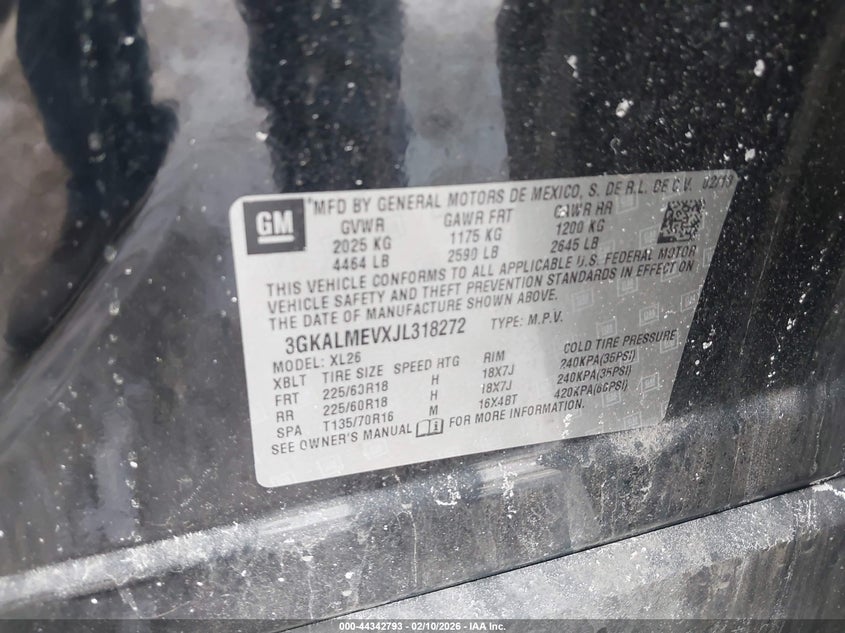 GM
MFD BY GENERAL MOTORS DE MEXICO, S. DE R.L. DE C.V. 02/18
GVWR GAWR FRT GAWR RR
2025 KG 1175 KG 1200 KG
4464 LB 2590 LB 2645 LB
THIS VEHICLE CONFORMS TO ALL APPLICABLE U.S. FEDERAL MOTOR
VEHICLE SAFETY AND THEFT PREVENTION STANDARDS IN EFFECT ON
THE DATE OF MANUFACTURE SHOWN ABOVE.
3GKALMEVXJL318272 TYPE: M.P.V.
MODEL: XL26
XBLT TIRE SIZE SPEED RTG RIM COLD TIRE PRESSURE
FRT 225/60R18 H 18X7J 240KPA(35PSI)
RR 225/60R18 H 18X7J 240KPA(35PSI)
SPA T135/70R16 M 16X4BT 420KPA(60PSI)
SEE OWNER'S MANUAL FOR MORE INFORMATION.
000-44342793 - 02/10/2026 - IAA Inc.